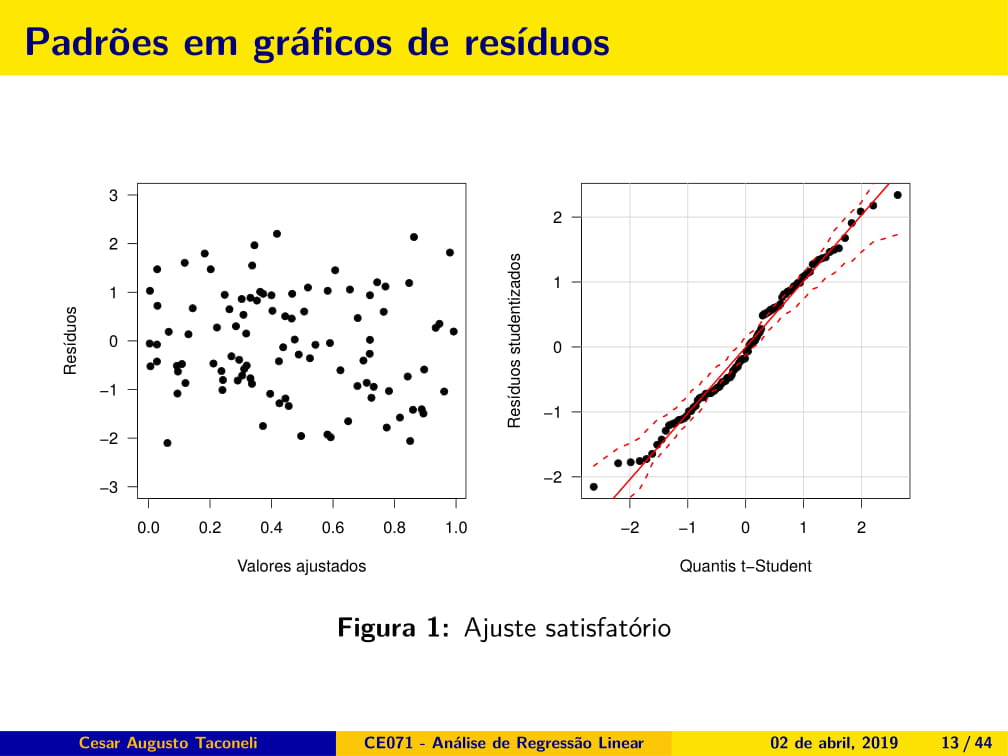 Padrões em gráficos de resíduos
3
2
1
0
−1
−2
−3
Resíduos
0.0 0.2 0.4 0.6 0.8 1.0
Valores ajustados
2
1
0
−1
−2
Resíduos studentizados
−2 −1 0 1 2
Quantis t−Student
Figura 1: Ajuste satisfatório
Cesar Augusto Taconeli CE071 - Análise de Regressão Linear 02 de abril, 2019 13 / 44